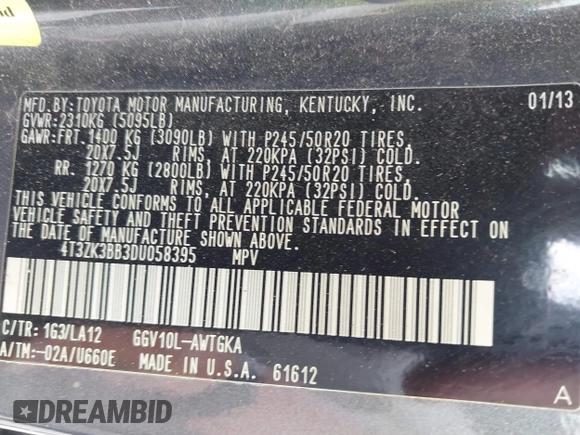 MFD.BY:TOYOTA MOTOR MANUFACTURING, KENTUCKY, INC. 01/13
GVWR:2310KG (5095LB)
GAWR:FRT.1400 KG (3090LB) WITH P245/50R20 TIRES,
20X7.5J RIMS, AT 220KPA (32PSI) COLD.
RR. 1270 KG (2800LB) WITH P245/50R20 TIRES,
20X7.5J RIMS, AT 220KPA (32PSI) COLD.
THIS VEHICLE CONFORMS TO ALL APPLICABLE FEDERAL MOTOR
VEHICLE SAFETY AND THEFT PREVENTION STANDARDS IN EFFECT ON
THE DATE OF MANUFACTURE SHOWN ABOVE.
4T3ZK3BB3DU058395 MPV
C/TR: 1G3/LA12 GGV10L-AWTGKA
A/TM:-02A/U660E MADE IN U.S.A. 61612
A
DREAMBID